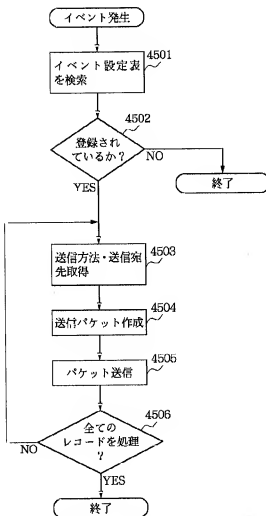 イベント発生
4501
イベント設定表
を検索
4502
登録され
ているか?
NO
YES
終了
4503
送信方法・送信宛
先取得
4504
送信パケット作成
4505
パケット送信
4506
全ての
レコードを処理
?
NO
YES
終了